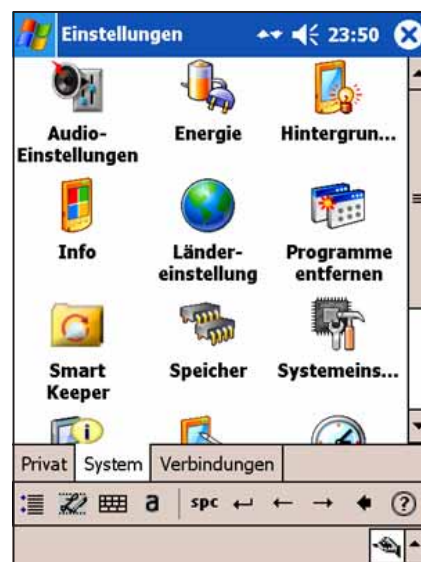 Einstellungen 23:50
Audio-
Einstellungen
Energie
Hintergrun...
Info
Länder-
einstellung
Programme
entfernen
Smart
Keeper
Speicher
Systemeins...
Privat System Verbindungen
a spc ?